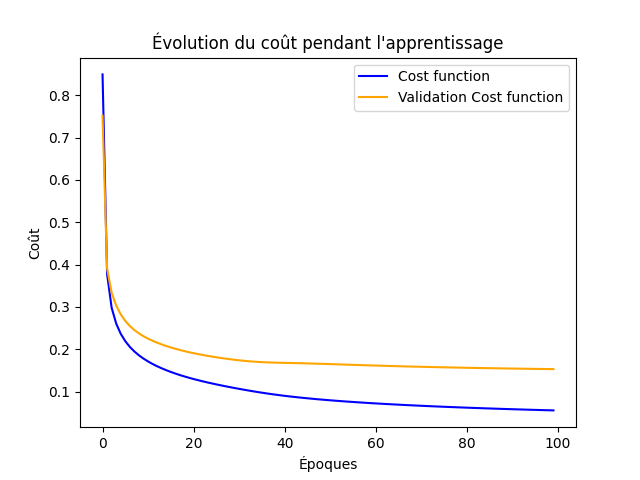 Évolution du coût pendant l'apprentissage
Cost function
Validation Cost function
Coût
0.8
0.7
0.6
0.5
0.4
0.3
0.2
0.1
0
20
40
60
80
100
Époques